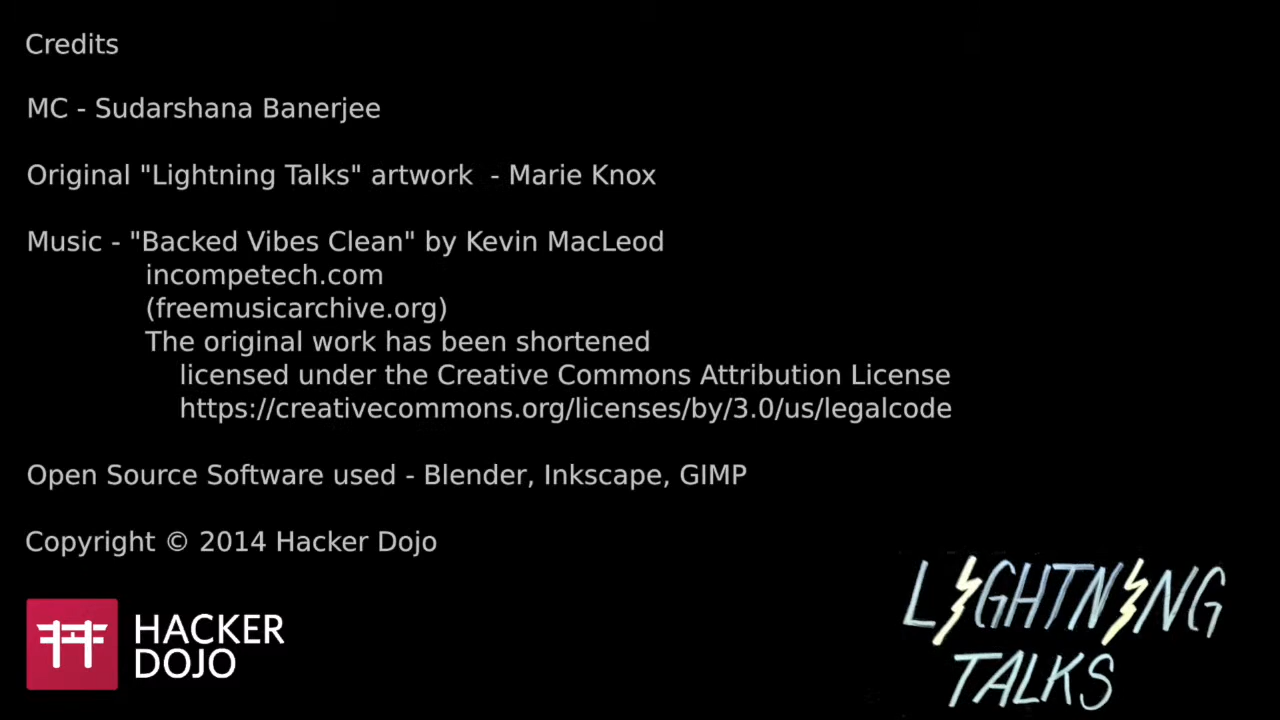 Credits
MC - Sudarshana Banerjee
Original "Lightning Talks" artwork  - Marie Knox
Music - "Backed Vibes Clean" by Kevin MacLeod
incompetech.com
(freemusicarchive.org)
The original work has been shortened
licensed under the Creative Commons Attribution License
https://creativecommons.org/licenses/by/3.0/us/legalcode
Open Source Software used - Blender, Inkscape, GIMP
Copyright © 2014 Hacker Dojo
HACKER
DOJO
LIGHTNING
TALKS